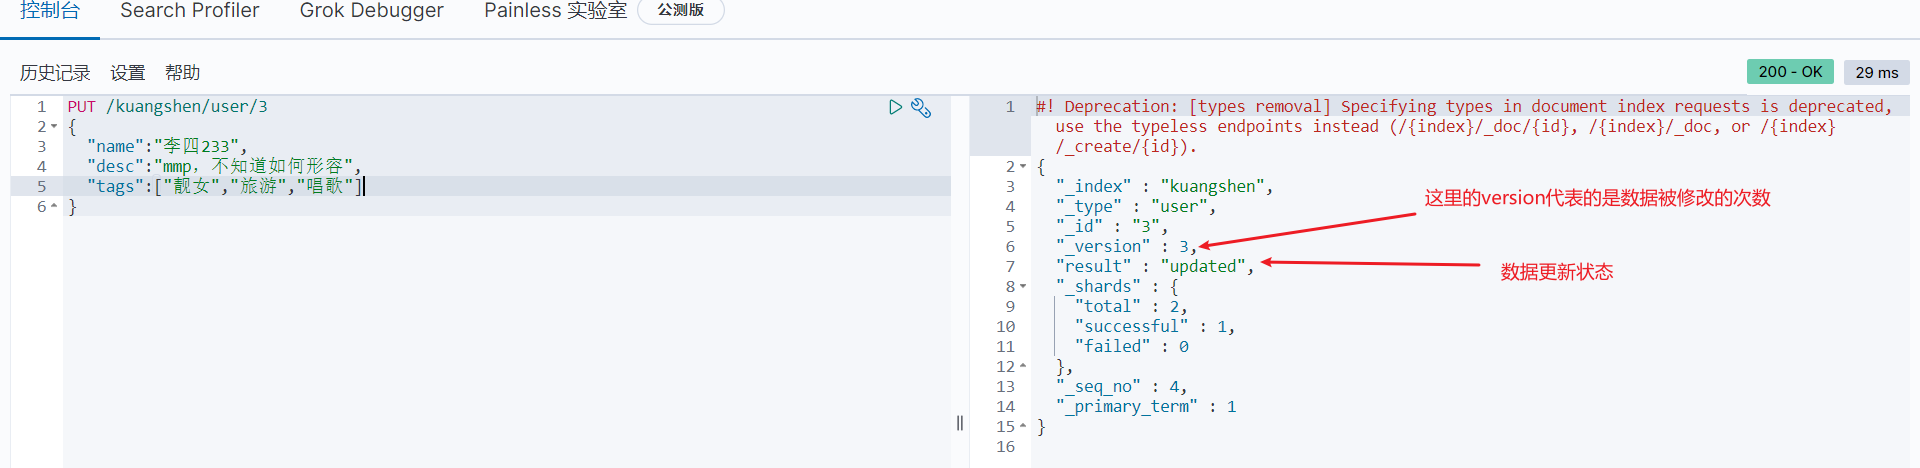 控制台 Search Profiler Grok Debugger Painless 实验室 公测版
历史记录 设置 帮助
200 - OK 29 ms
1 PUT /kuangshen/user/3
2 {
3 "name":"李四233",
4 "desc":"mmp，不知道如何形容",
5 "tags":["靓女","旅游","唱歌"]
6 }
1 #! Deprecation: [types removal] Specifying types in document index requests is deprecated,
use the typeless endpoints instead (/{index}/_doc/{id}, /{index}/_doc, or /{index}
/_create/{id}).
2 {
3 "_index" : "kuangshen",
4 "_type" : "user",
5 "_id" : "3",
6 "_version" : 3,
7 "result" : "updated",
8 "_shards" : {
9 "total" : 2,
10 "successful" : 1,
11 "failed" : 0
12 },
13 "_seq_no" : 4,
14 "_primary_term" : 1
15 }
16
这里的version代表的是数据被修改的次数
数据更新状态